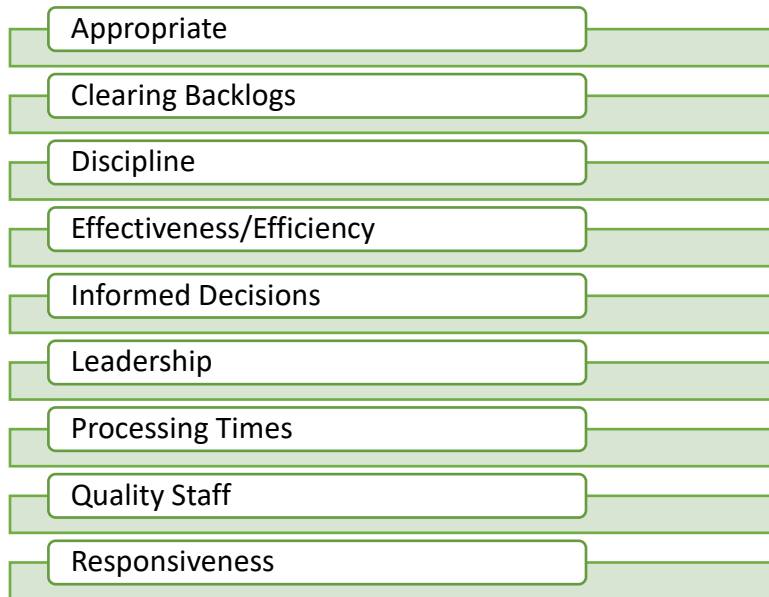 Appropriate
Clearing Backlogs
Discipline
Effectiveness/Efficiency
Informed Decisions
Leadership
Processing Times
Quality Staff
Responsiveness